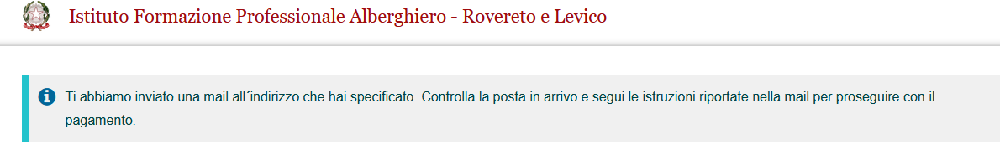 Istituto Formazione Professionale Alberghiero - Rovereto e Levico
Ti abbiamo inviato una mail all´indirizzo che hai specificato. Controlla la posta in arrivo e segui le istruzioni riportate nella mail per proseguire con il
pagamento.